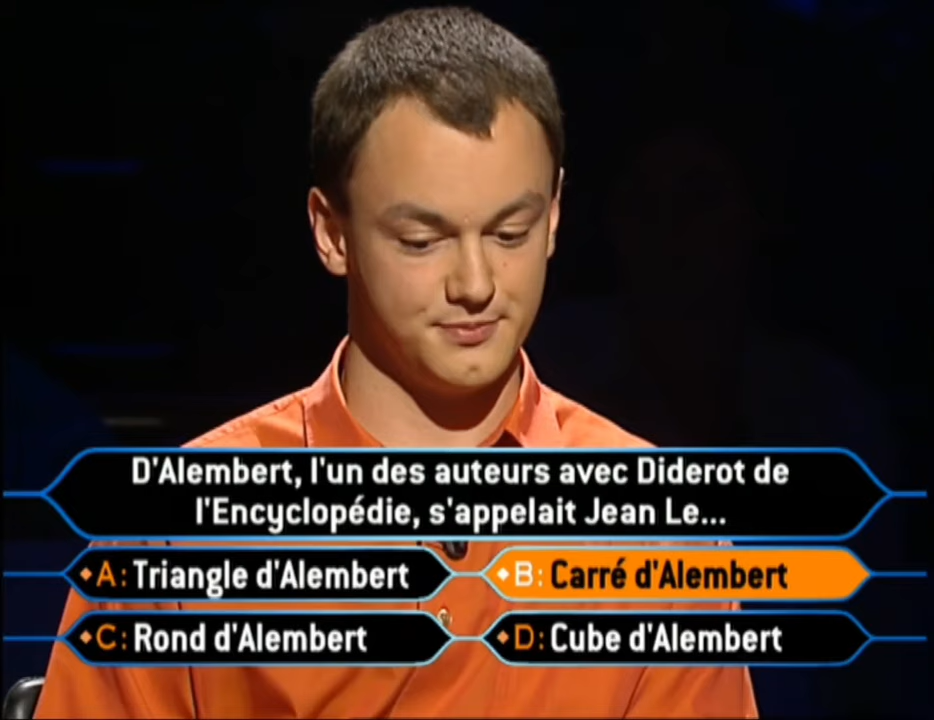 D'Alembert, l'un des auteurs avec Diderot de
l'Encyclopédie, s'appelait Jean Le...
A: Triangle d'Alembert
B: Carré d'Alembert
C: Rond d'Alembert
D: Cube d'Alembert